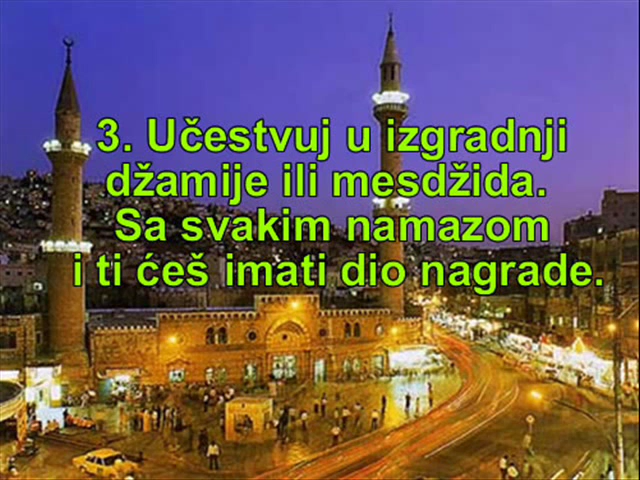 3. Učestvuj u izgradnji
džamije ili mesdžida.
Sa svakim namazom
i ti ćeš imati dio nagrade.